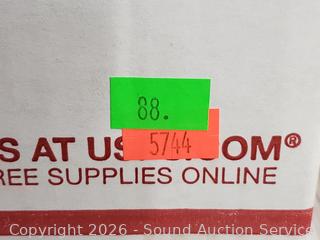 88.
5744
S AT US COM®
REE SUPPLIES ONLINE
Copyright 2026 - Sound Auction Service